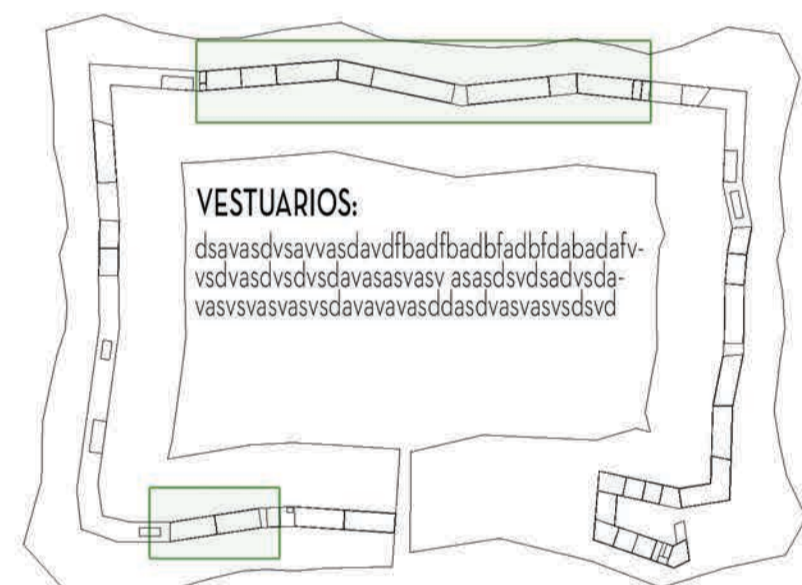 VESTUARIOS:
dsavasdvsavvasdavdfbadfbadbfadbfdabadafv-
vsdvasdvsdvsdavasasvasv asasdsvdsadvsda-
vasvsvasvasvsdavavavasddasdvasvasvsdsvd